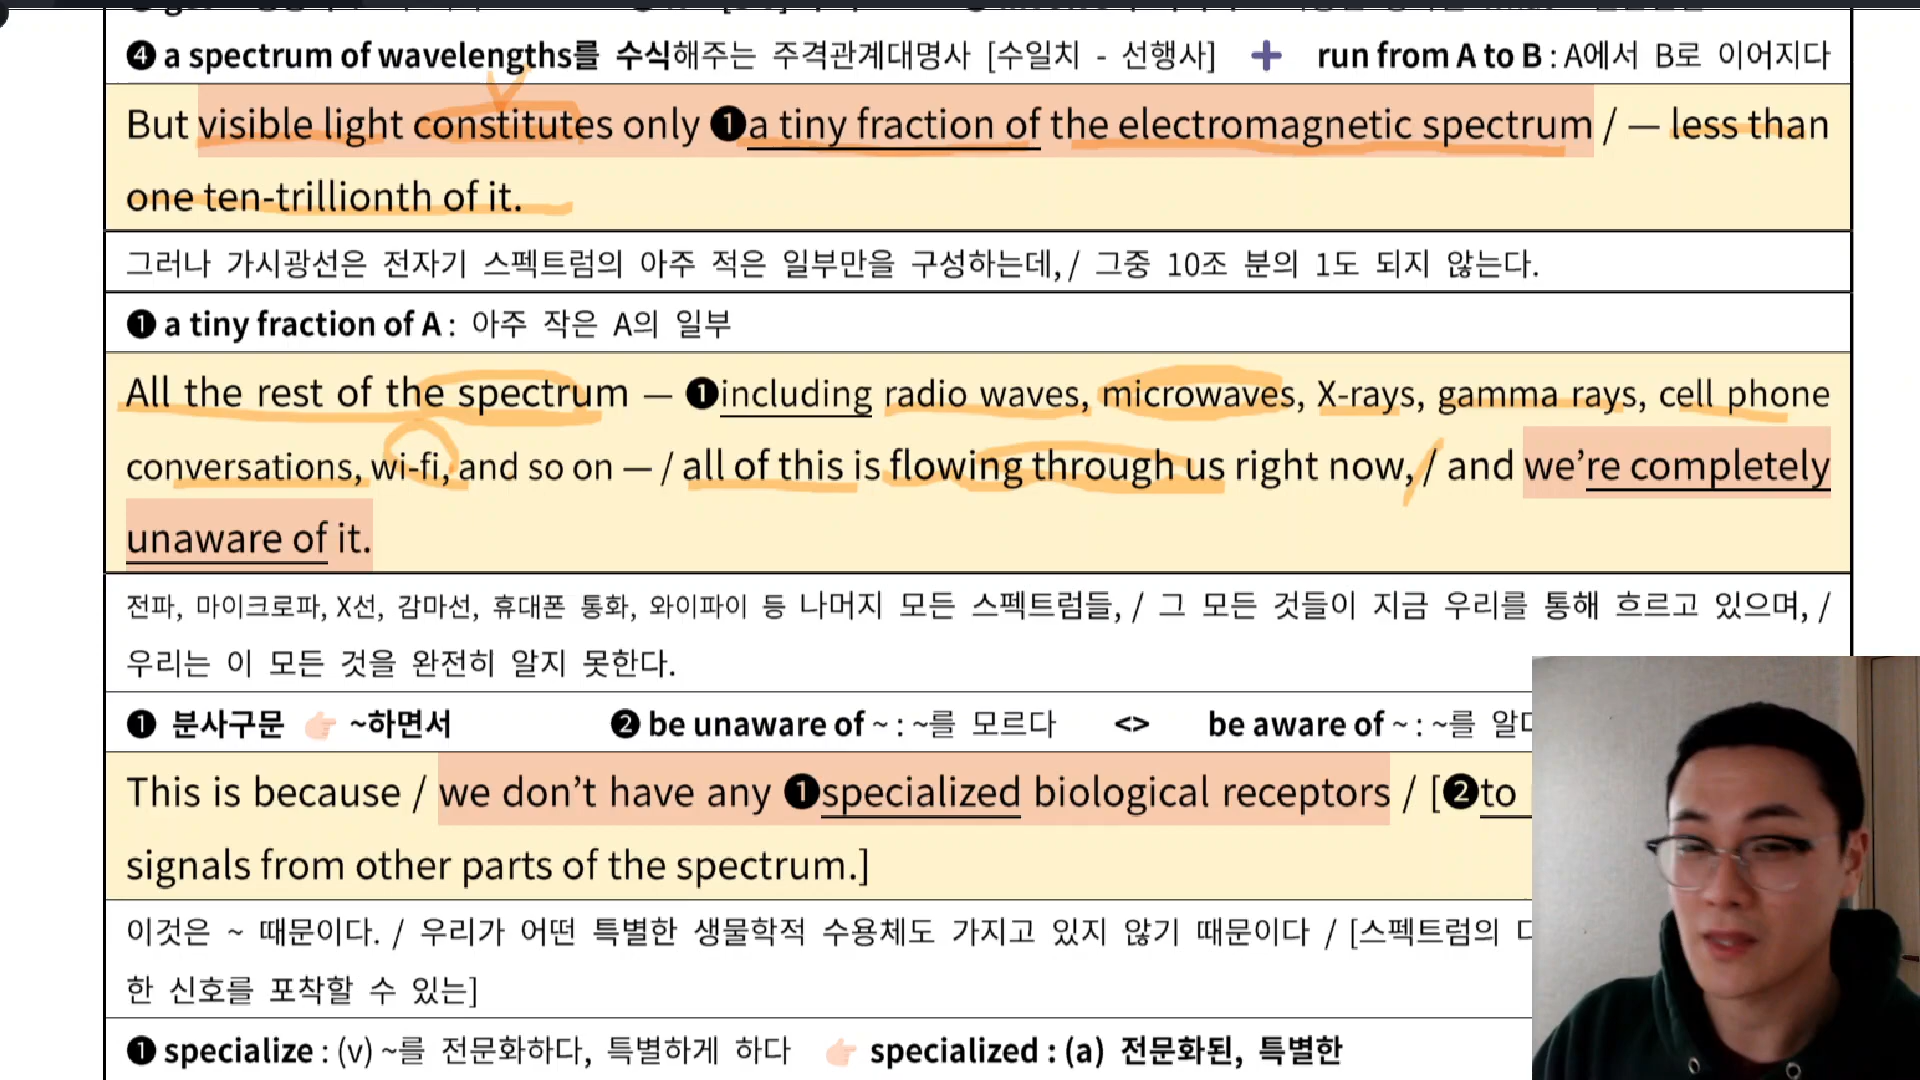 ❹ a spectrum of wavelengths를 수식해주는 주격관계대명사 [수일치 - 선행사] ➕ run from A to B : A에서 B로 이어지다
But visible light constitutes only ❶a tiny fraction of the electromagnetic spectrum / — less than
one ten-trillionth of it.
그러나 가시광선은 전자기 스펙트럼의 아주 적은 일부만을 구성하는데, / 그중 10조 분의 1도 되지 않는다.
❶ a tiny fraction of A : 아주 작은 A의 일부
All the rest of the spectrum — ❶including radio waves, microwaves, X-rays, gamma rays, cell phone
conversations, wi-fi, and so on — / all of this is flowing through us right now, / and we’re completely
unaware of it.
전파, 마이크로파, X선, 감마선, 휴대폰 통화, 와이파이 등 나머지 모든 스펙트럼들, / 그 모든 것들이 지금 우리를 통해 흐르고 있으며, /
우리는 이 모든 것을 완전히 알지 못한다.
❶ 분사구문 👉🏻 ~하면서 ❷ be unaware of ~ : ~를 모르다 <> be aware of ~ : ~를
This is because / we don’t have any ❶specialized biological receptors / [❷to
signals from other parts of the spectrum.]
이것은 ~ 때문이다. / 우리가 어떤 특별한 생물학적 수용체도 가지고 있지 않기 때문이다 / [스펙트럼의
한 신호를 포착할 수 있는]
❶ specialize : (v) ~를 전문화하다, 특별하게 하다 👉🏻 specialized : (a) 전문화된, 특별한